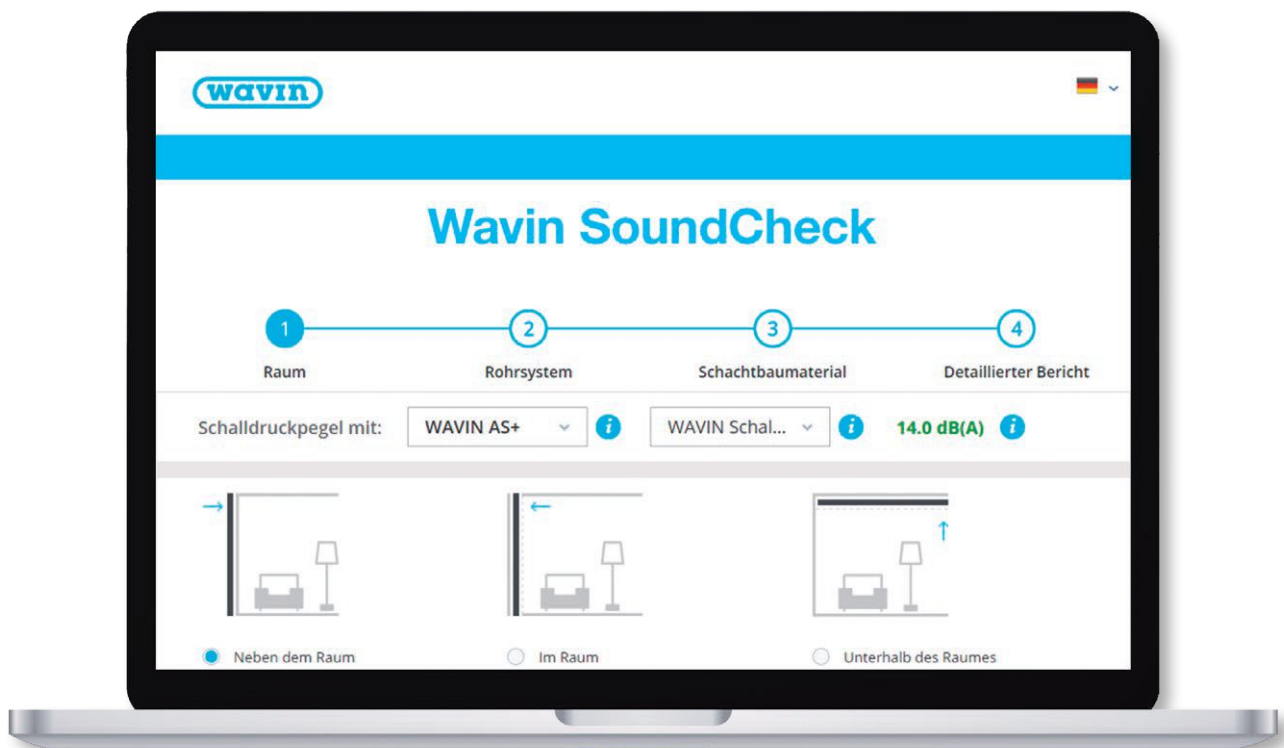 wavin
Wavin SoundCheck
1 2 3 4
Raum Rohrsystem Schachtbaumaterial Detaillierter Bericht
Schalldruckpegel mit: WAVIN AS+ i WAVIN Schal... i 14.0 dB(A) i
Neben dem Raum Im Raum Unterhalb des Raumes